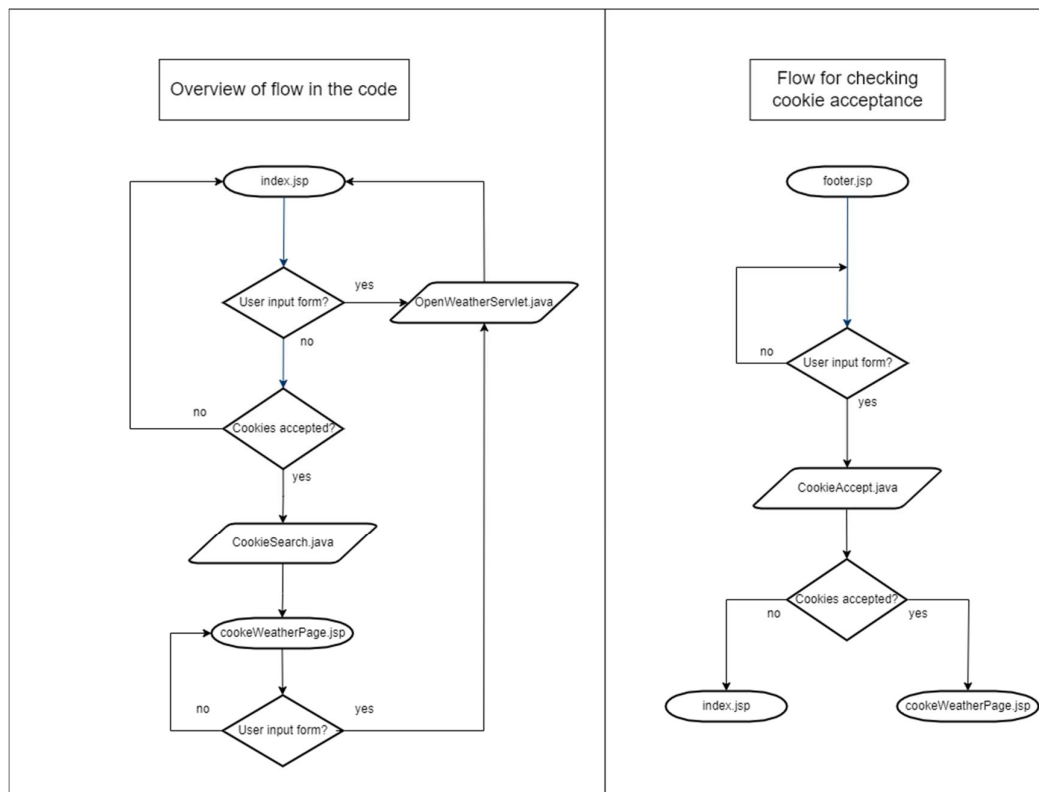 Overview of flow in the code
index.jsp
User input form?
yes
OpenWeatherServlet.java
no
Cookies accepted?
no
yes
CookieSearch.java
cookeWeatherPage.jsp
User input form?
no
yes
Flow for checking
cookie acceptance
footer.jsp
User input form?
no
yes
CookieAccept.java
Cookies accepted?
no
yes
index.jsp
cookeWeatherPage.jsp